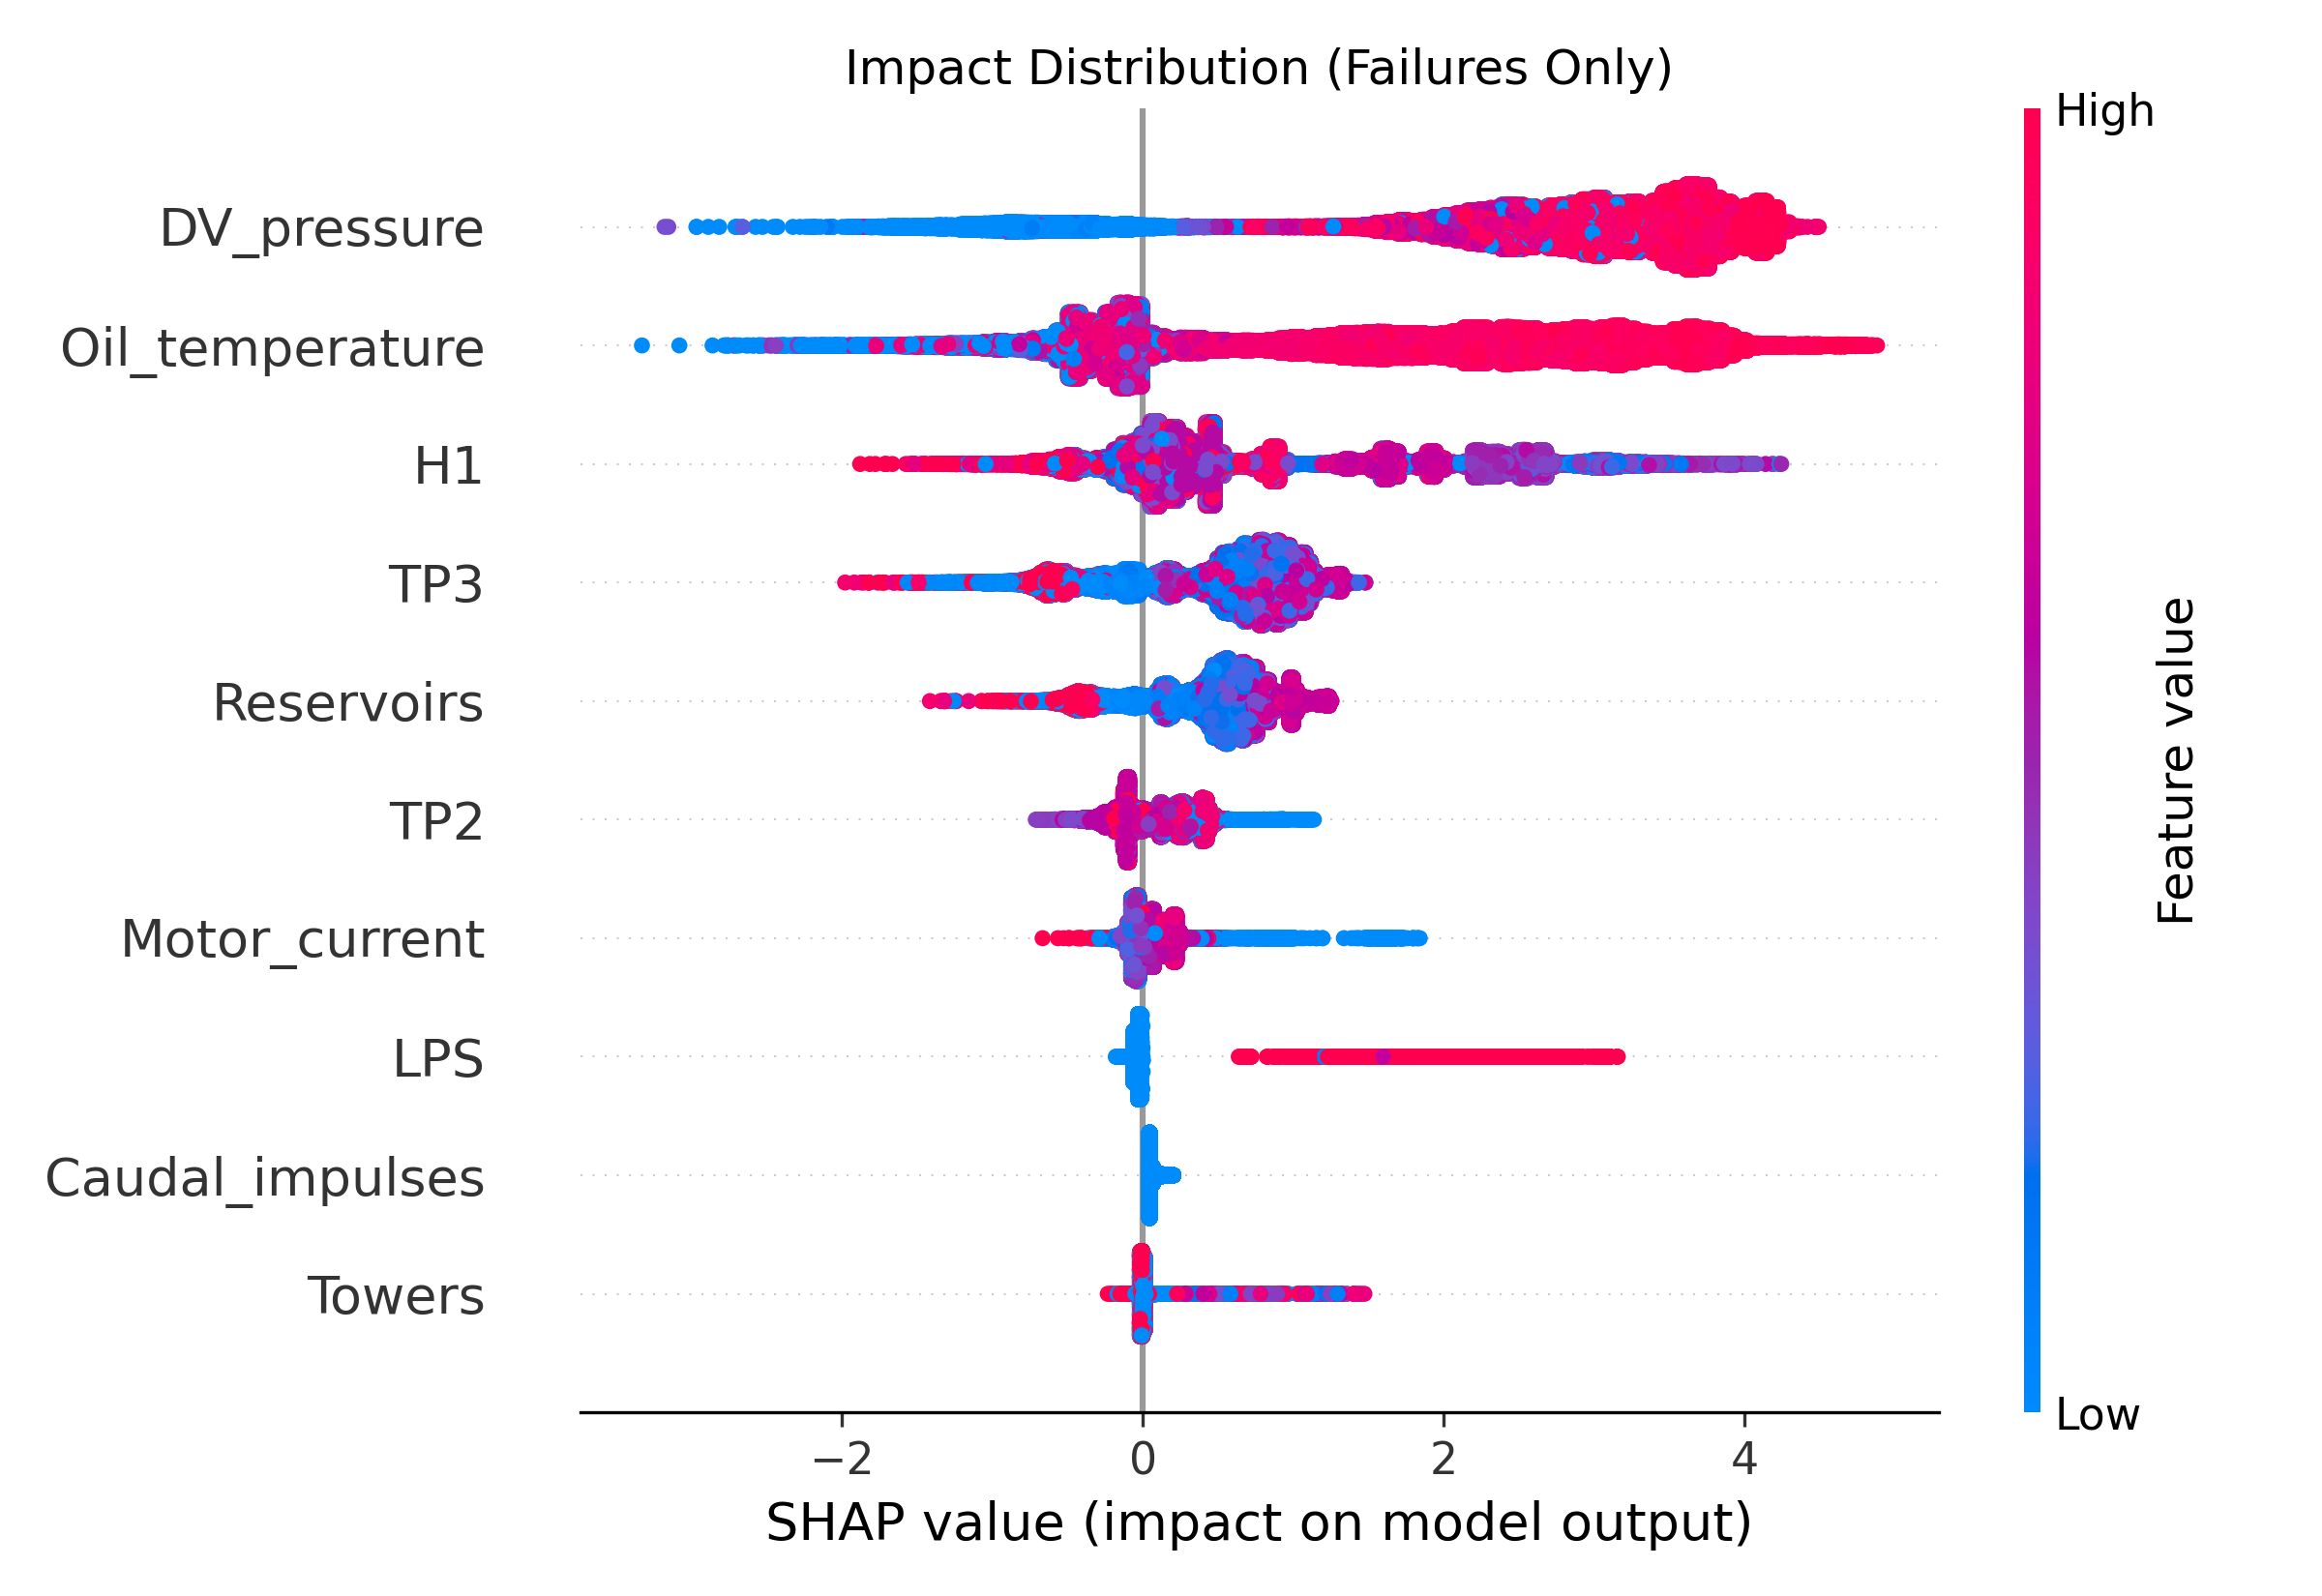 Impact Distribution (Failures Only)
High
DV_pressure
Oil_temperature
H1
TP3
Reservoirs
TP2
Motor_current
LPS
Caudal_impulses
Towers
Feature value
Low
−2 0 2 4
SHAP value (impact on model output)